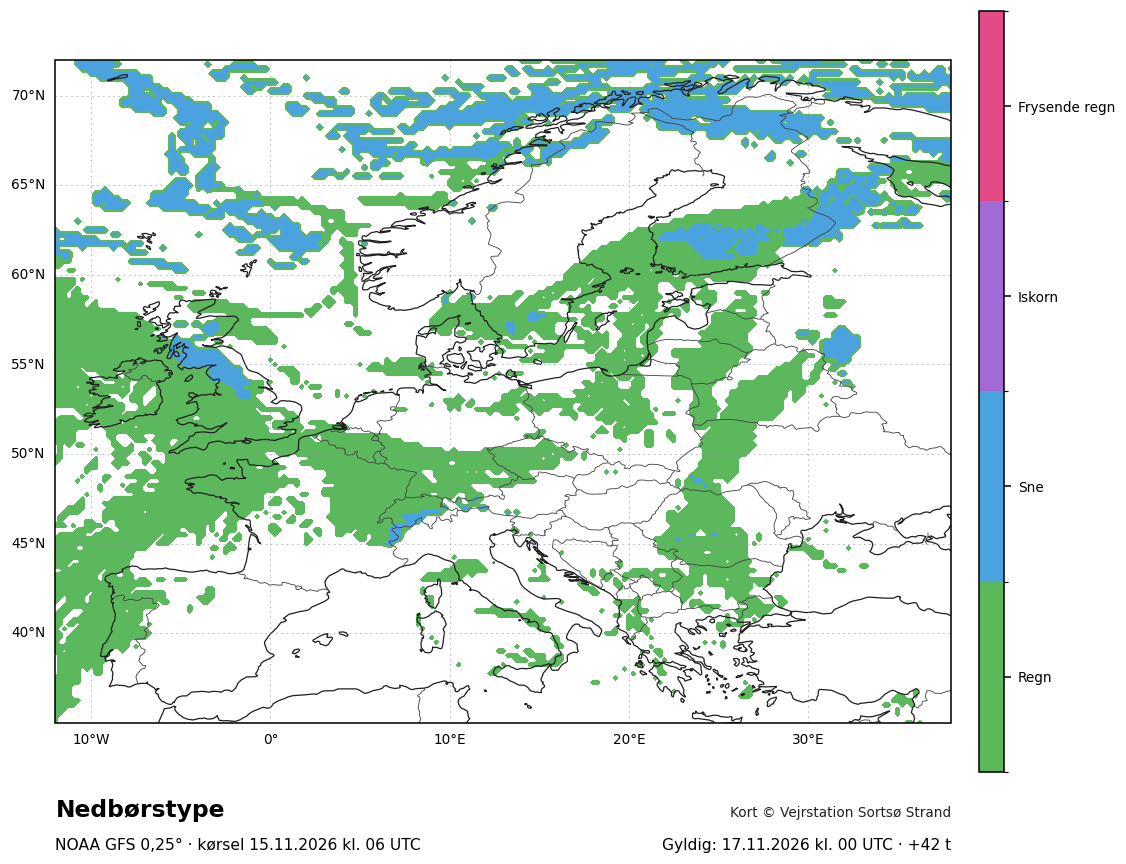 70°N
65°N
60°N
55°N
50°N
45°N
40°N
10°W
0°
10°E
20°E
30°E
Frysende regn
Iskorn
Sne
Regn
Nedbørstype
Kort © Vejrstation Sortsø Strand
NOAA GFS 0,25° · kørsel 15.11.2026 kl. 06 UTC
Gyldig: 17.11.2026 kl. 00 UTC · +42 t